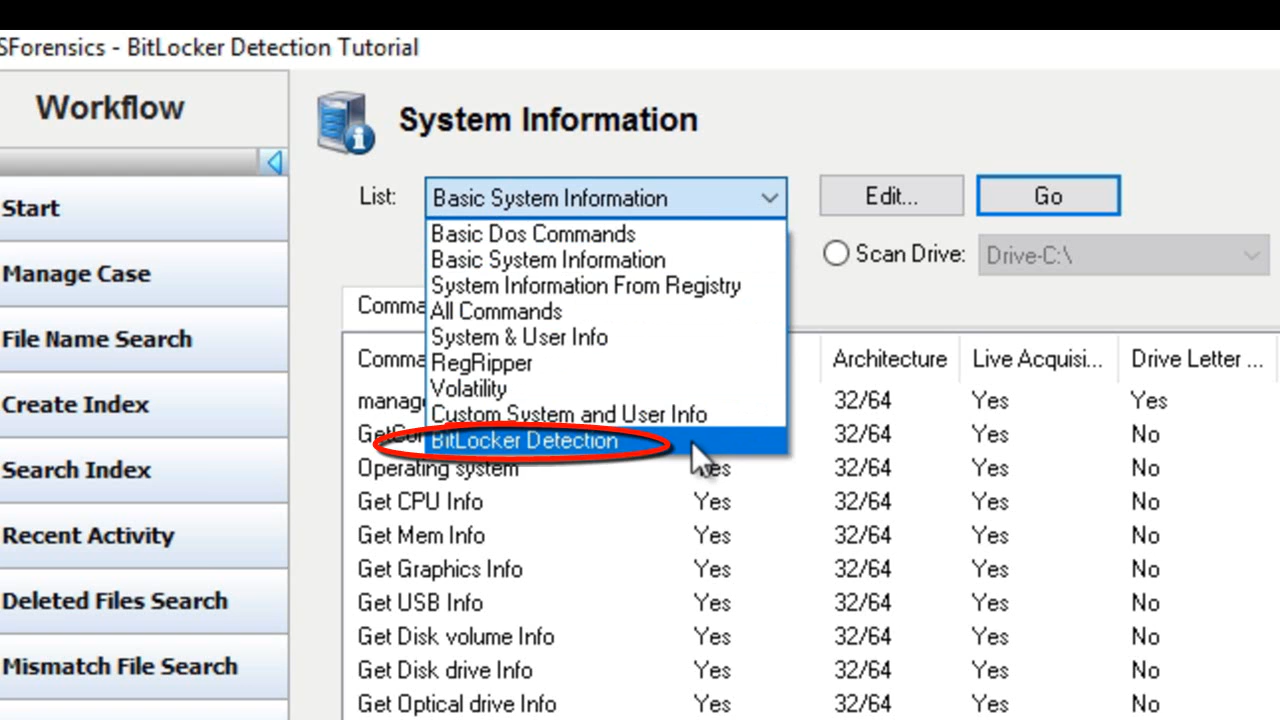 SForensics - BitLocker Detection Tutorial
Workflow
System Information
List: Basic System Information Edit... Go
Start
Basic Dos Commands
Basic System Information
Scan Drive: Drive-C:\
Manage Case
System Information From Registry
All Commands
Comma
System & User Info
File Name Search
RegRipper
Comma Architecture Live Acquisi... Drive Letter ...
Volatility
manag 32/64 Yes Yes
Create Index
Custom System and User Info
GetCor 32/64 Yes No
BitLocker Detection
Search Index
Operating system Yes 32/64 Yes No
Get CPU Info Yes 32/64 Yes No
Recent Activity
Get Mem Info Yes 32/64 Yes No
Get Graphics Info Yes 32/64 Yes No
Deleted Files Search
Get USB Info Yes 32/64 Yes No
Get Disk volume Info Yes 32/64 Yes No
Mismatch File Search
Get Disk drive Info Yes 32/64 Yes No
Get Optical drive Info Yes 32/64 Yes No